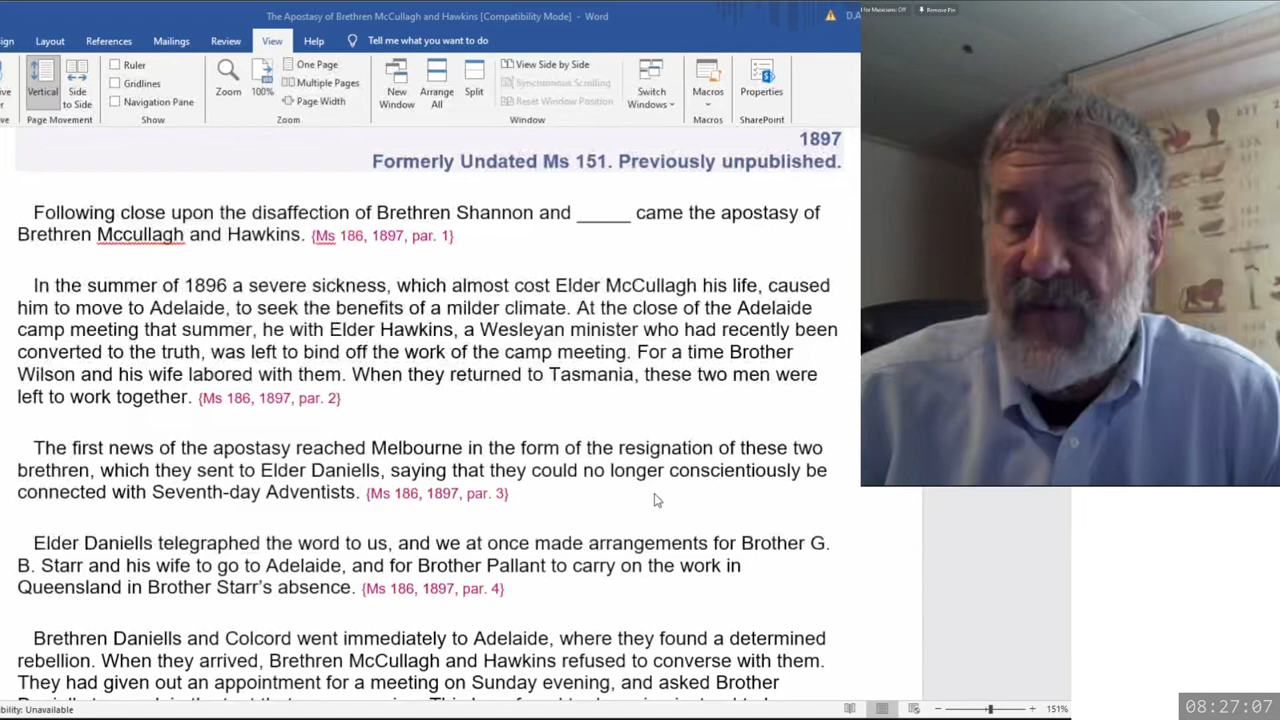 The Apostasy of Brethren McCullagh and Hawkins [Compatibility Mode] - Word
D.A
for Musicians: Off
Remove Pin
Layout References Mailings Review View Help Tell me what you want to do
Vertical
Side to Side
Page Movement
Ruler
Gridlines
Navigation Pane
Show
Zoom
100%
One Page
Multiple Pages
Page Width
Zoom
New Window
Arrange All
Split
View Side by Side
Synchronous Scrolling
Reset Window Position
Switch Windows
Window
Macros
Macros
Properties
SharePoint
1897
Formerly Undated Ms 151. Previously unpublished.
Following close upon the disaffection of Brethren Shannon and _____ came the apostasy of
Brethren Mccullagh and Hawkins. {Ms 186, 1897, par. 1}
In the summer of 1896 a severe sickness, which almost cost Elder McCullagh his life, caused
him to move to Adelaide, to seek the benefits of a milder climate. At the close of the Adelaide
camp meeting that summer, he with Elder Hawkins, a Wesleyan minister who had recently been
converted to the truth, was left to bind off the work of the camp meeting. For a time Brother
Wilson and his wife labored with them. When they returned to Tasmania, these two men were
left to work together. {Ms 186, 1897, par. 2}
The first news of the apostasy reached Melbourne in the form of the resignation of these two
brethren, which they sent to Elder Daniells, saying that they could no longer conscientiously be
connected with Seventh-day Adventists. {Ms 186, 1897, par. 3}
Elder Daniells telegraphed the word to us, and we at once made arrangements for Brother G.
B. Starr and his wife to go to Adelaide, and for Brother Pallant to carry on the work in
Queensland in Brother Starr's absence. {Ms 186, 1897, par. 4}
Brethren Daniells and Colcord went immediately to Adelaide, where they found a determined
rebellion. When they arrived, Brethren McCullagh and Hawkins refused to converse with them.
They had given out an appointment for a meeting on Sunday evening, and asked Brother
bility: Unavailable
151%
08:27:07